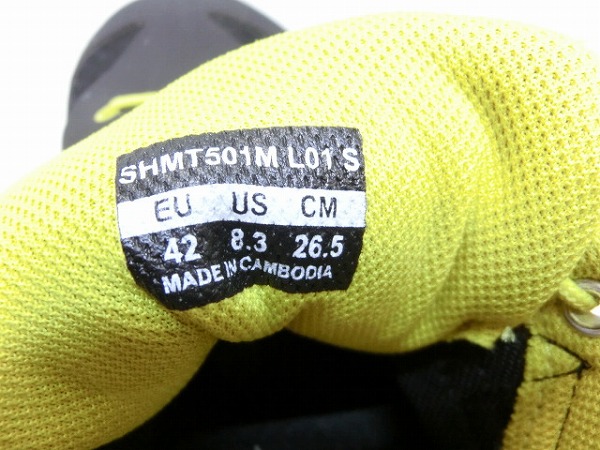 SHMT501M L01 S
EU US CM
42 8.3 26.5
MADE IN CAMBODIA